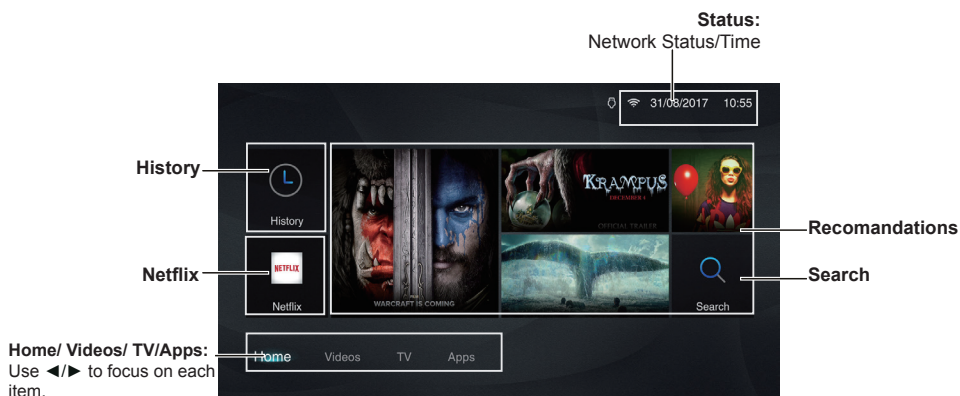 Status:
Network Status/Time
31/08/2017 10:55
History
History
KRAMPUS
DECEMBER 4
OFFICIAL TRAILER
Recomandations
Netflix
NETFLIX
Netflix
WARCRAFT IS COMING
Search
Search
Home/ Videos/ TV/Apps:
Use ◄/► to focus on each
item.
Home Videos TV Apps